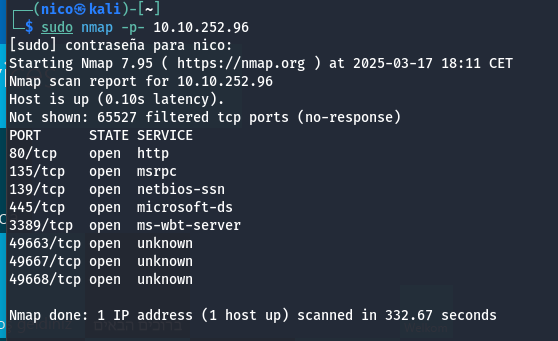 (nico㉿kali)-[~]
$ sudo nmap -p- 10.10.252.96
[sudo] contraseña para nico:
Starting Nmap 7.95 ( https://nmap.org ) at 2025-03-17 18:11 CET
Nmap scan report for 10.10.252.96
Host is up (0.10s latency).
Not shown: 65527 filtered tcp ports (no-response)
PORT      STATE SERVICE
80/tcp    open  http
135/tcp   open  msrpc
139/tcp   open  netbios-ssn
445/tcp   open  microsoft-ds
3389/tcp  open  ms-wbt-server
49663/tcp open  unknown
49667/tcp open  unknown
49668/tcp open  unknown
Nmap done: 1 IP address (1 host up) scanned in 332.67 seconds